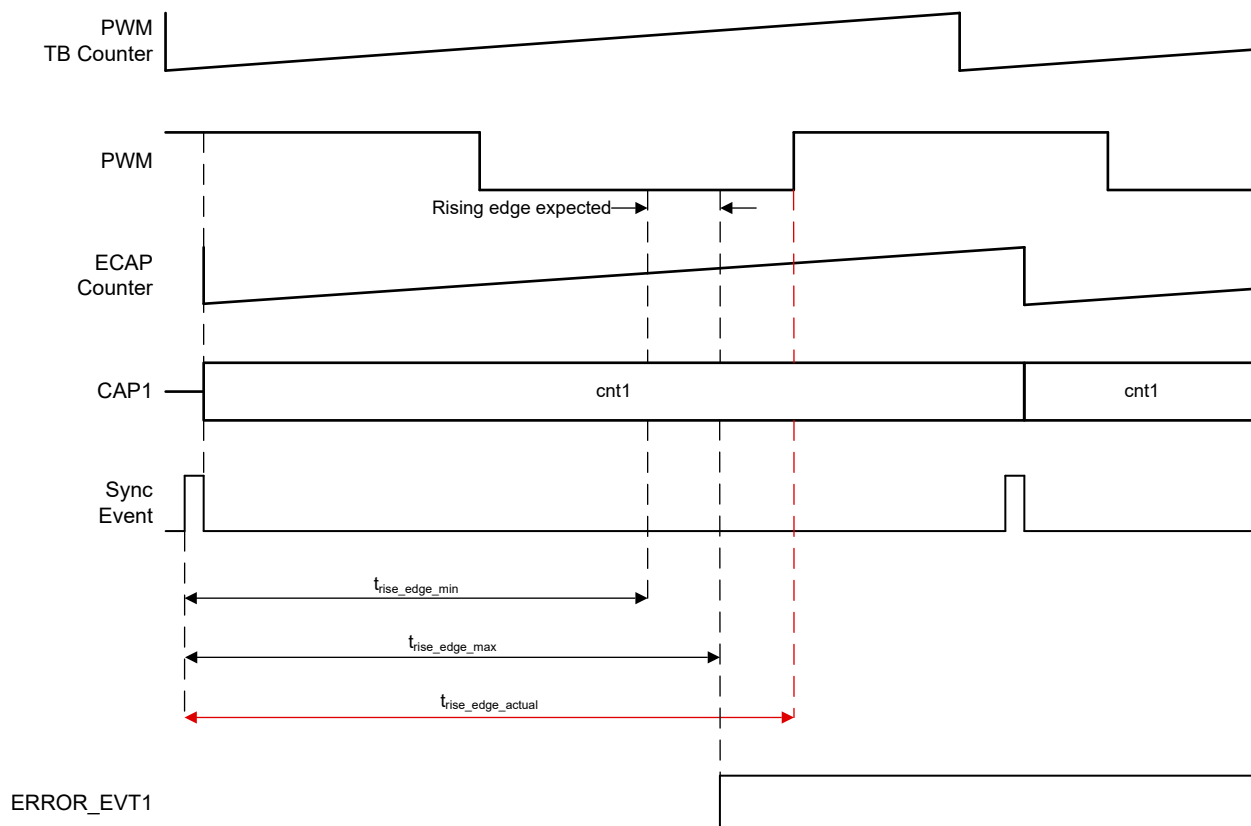 PWM
TB Counter
PWM
Rising edge expected
ECAP
Counter
CAP1
cnt1
cnt1
Sync
Event
trise_edge_min
trise_edge_max
trise_edge_actual
ERROR_EVT1